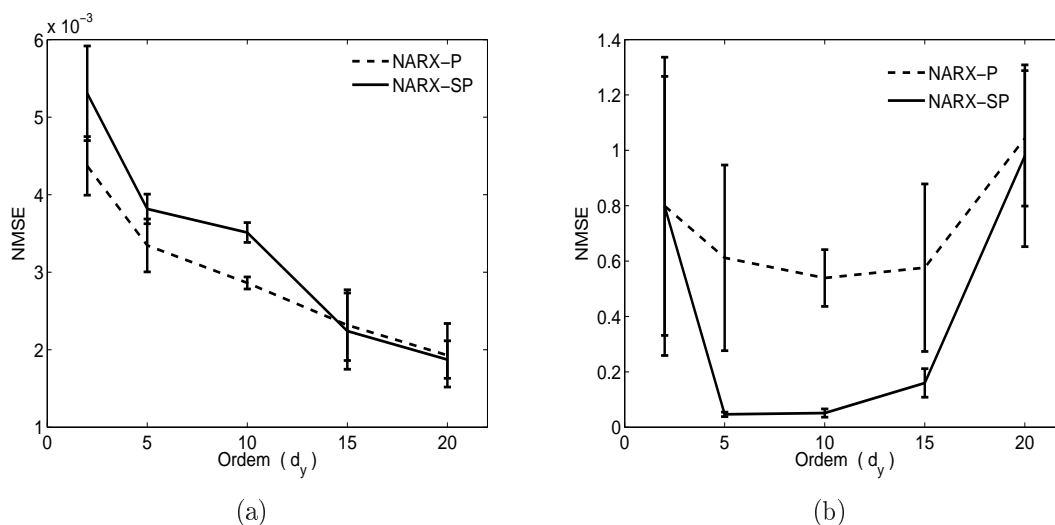 x 10⁻³
6
5
4
3
2
1
NMSE
NARX-P
NARX-SP
0 5 10 15 20
Ordem ( d_y )
(a)
1.4
1.2
1
0.8
0.6
0.4
0.2
0
NMSE
NARX-P
NARX-SP
0 5 10 15 20
Ordem ( d_y )
(b)